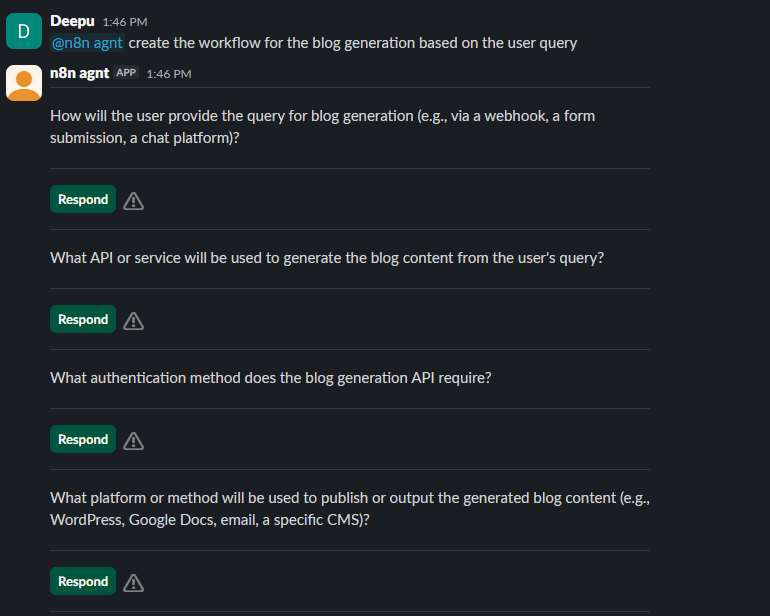 D
Deepu 1:46 PM
@n8n agnt create the workflow for the blog generation based on the user query
n8n agnt APP 1:46 PM
How will the user provide the query for blog generation (e.g., via a webhook, a form
submission, a chat platform)?
Respond
What API or service will be used to generate the blog content from the user's query?
Respond
What authentication method does the blog generation API require?
Respond
What platform or method will be used to publish or output the generated blog content (e.g.,
WordPress, Google Docs, email, a specific CMS)?
Respond